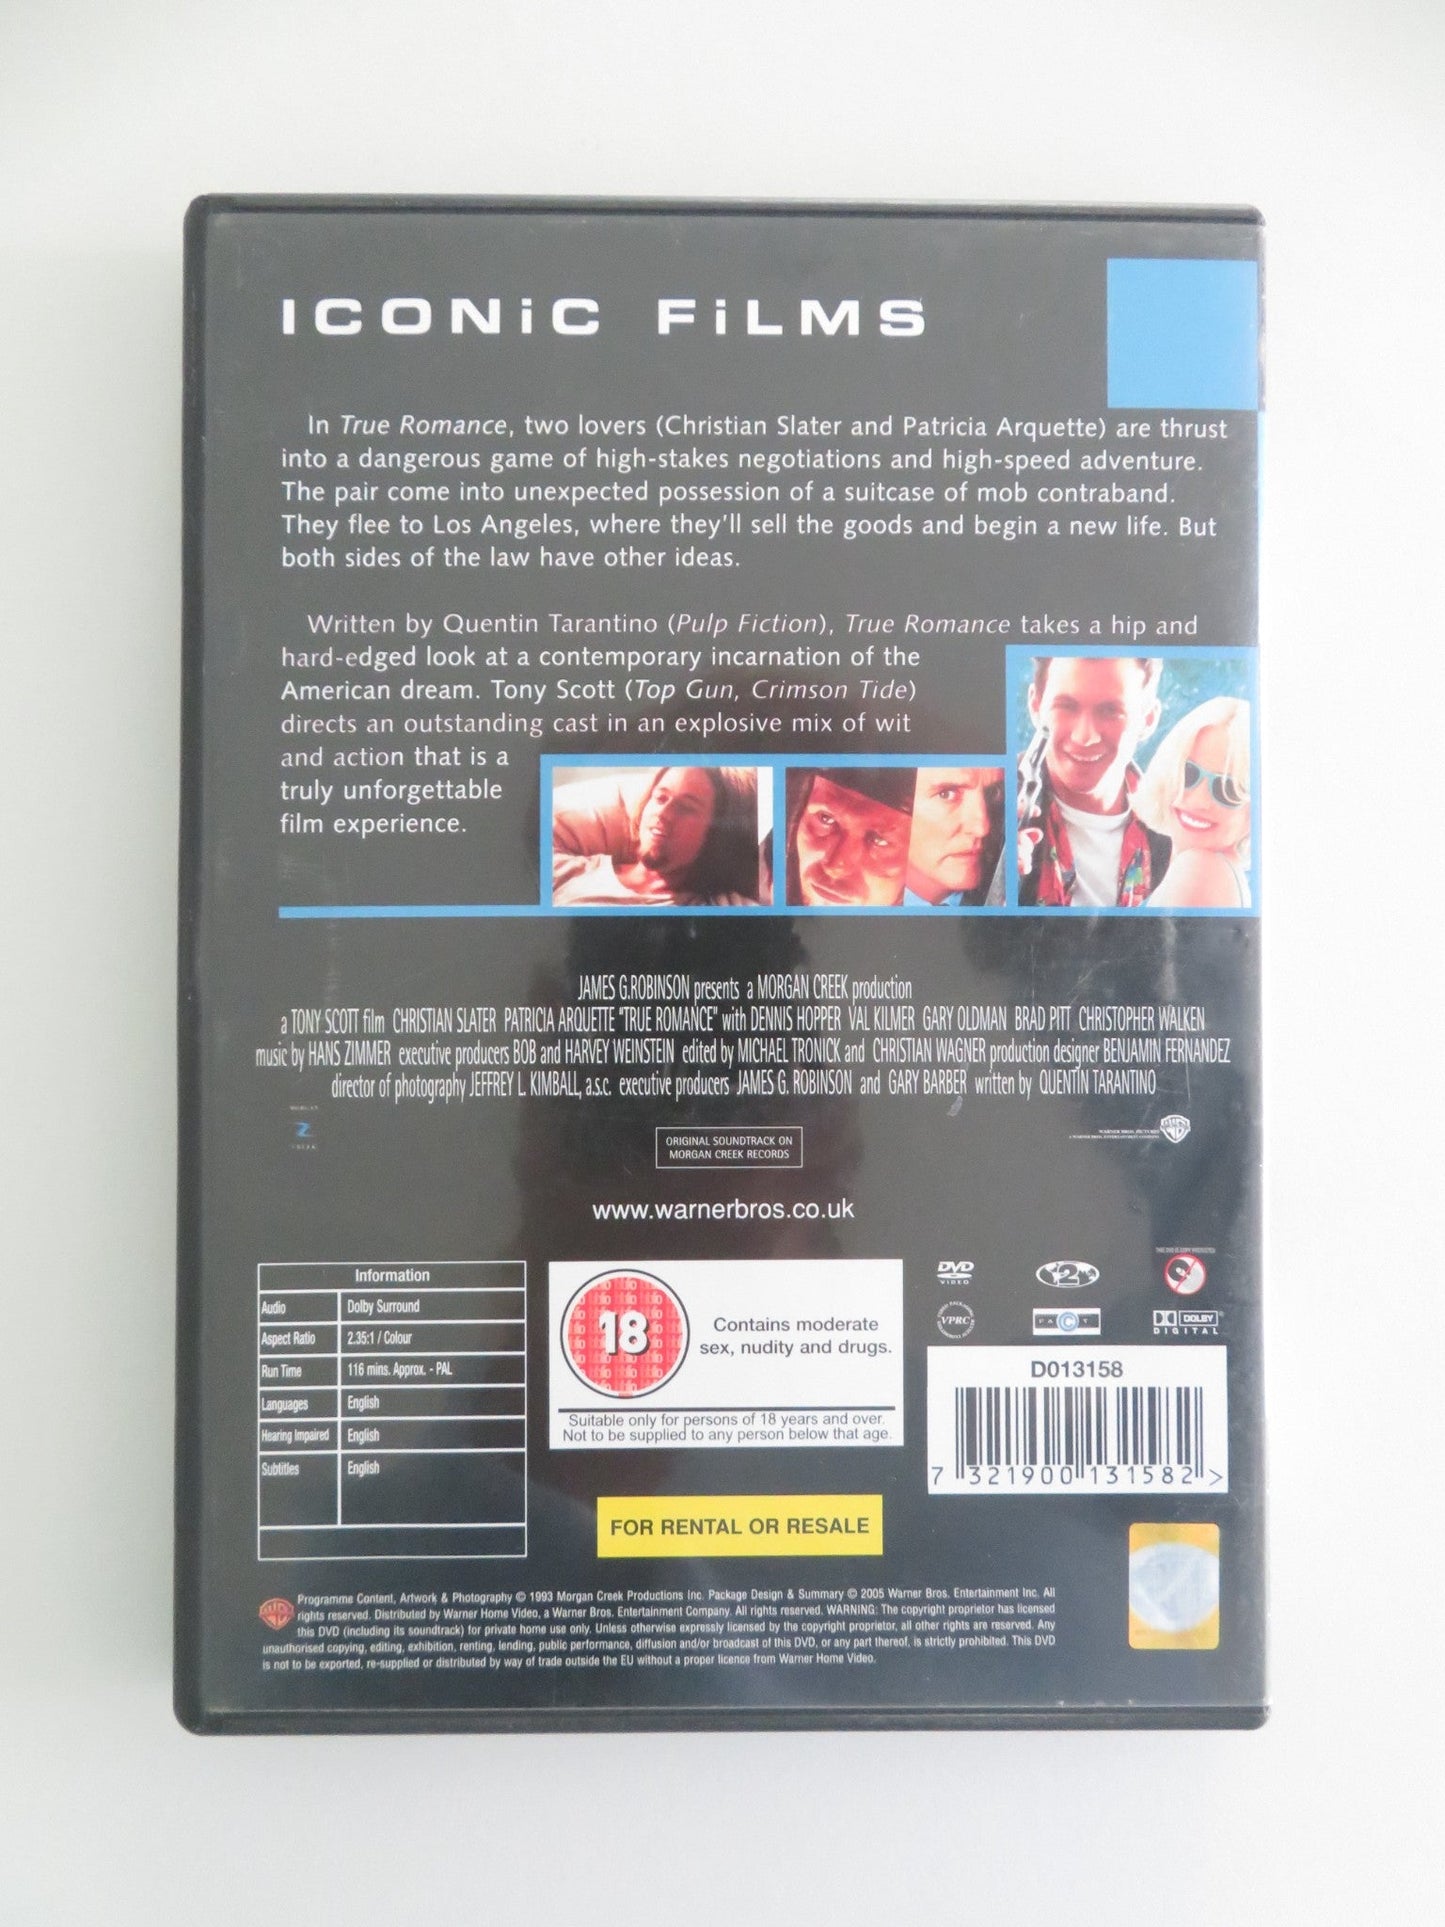 ICONiC FiLMS
In True Romance, two lovers (Christian Slater and Patricia Arquette) are thrust
into a dangerous game of high-stakes negotiations and high-speed adventure.
The pair come into unexpected possession of a suitcase of mob contraband.
They flee to Los Angeles, where they'll sell the goods and begin a new life. But
both sides of the law have other ideas.
Written by Quentin Tarantino (Pulp Fiction), True Romance takes a hip and
hard-edged look at a contemporary incarnation of the
American dream. Tony Scott (Top Gun, Crimson Tide)
directs an outstanding cast in an explosive mix of wit
and action that is a
truly unforgettable
film experience.
JAMES G.ROBINSON presents a MORGAN CREEK production
a TONY SCOTT film CHRISTIAN SLATER PATRICIA ARQUETTE "TRUE ROMANCE" with DENNIS HOPPER VAL KILMER GARY OLDMAN BRAD PITT CHRISTOPHER WALKEN
music by HANS ZIMMER executive producers BOB and HARVEY WEINSTEIN edited by MICHAEL TRONICK and CHRISTIAN WAGNER production designer BENJAMIN FERNANDEZ
director of photography JEFFREY L. KIMBALL, a.s.c. executive producers JAMES G. ROBINSON and GARY BARBER written by QUENTIN TARANTINO
WARNER BROS. PICTURES
ORIGINAL SOUNDTRACK ON
MORGAN CREEK RECORDS
www.warnerbros.co.uk
Information
Audio Dolby Surround
Aspect Ratio 2.35:1 / Colour
Run Time 116 mins. Approx. - PAL
Languages English
Hearing Impaired English
Subtitles English
18
Contains moderate
sex, nudity and drugs.
Suitable only for persons of 18 years and over.
Not to be supplied to any person below that age.
FOR RENTAL OR RESALE
DVD
VIDEO
2
THIS DVD IS COPY PROTECTED
VPRC
FACT
DOLBY
DIGITAL
D013158
7 321900 131582 >
Programme Content, Artwork & Photography © 1993 Morgan Creek Productions Inc. Package Design & Summary © 2005 Warner Bros. Entertainment Inc. All
rights reserved. Distributed by Warner Home Video, a Warner Bros. Entertainment Company. All rights reserved. WARNING: The copyright proprietor has licensed
this DVD (including its soundtrack) for private home use only. Unless otherwise expressly licensed by the copyright proprietor, all other rights are reserved. Any
unauthorised copying, editing, exhibition, renting, lending, public performance, diffusion and/or broadcast of this DVD, or any part thereof, is strictly prohibited. This DVD
is not to be exported, re-supplied or distributed by way of trade outside the EU without a proper licence from Warner Home Video.